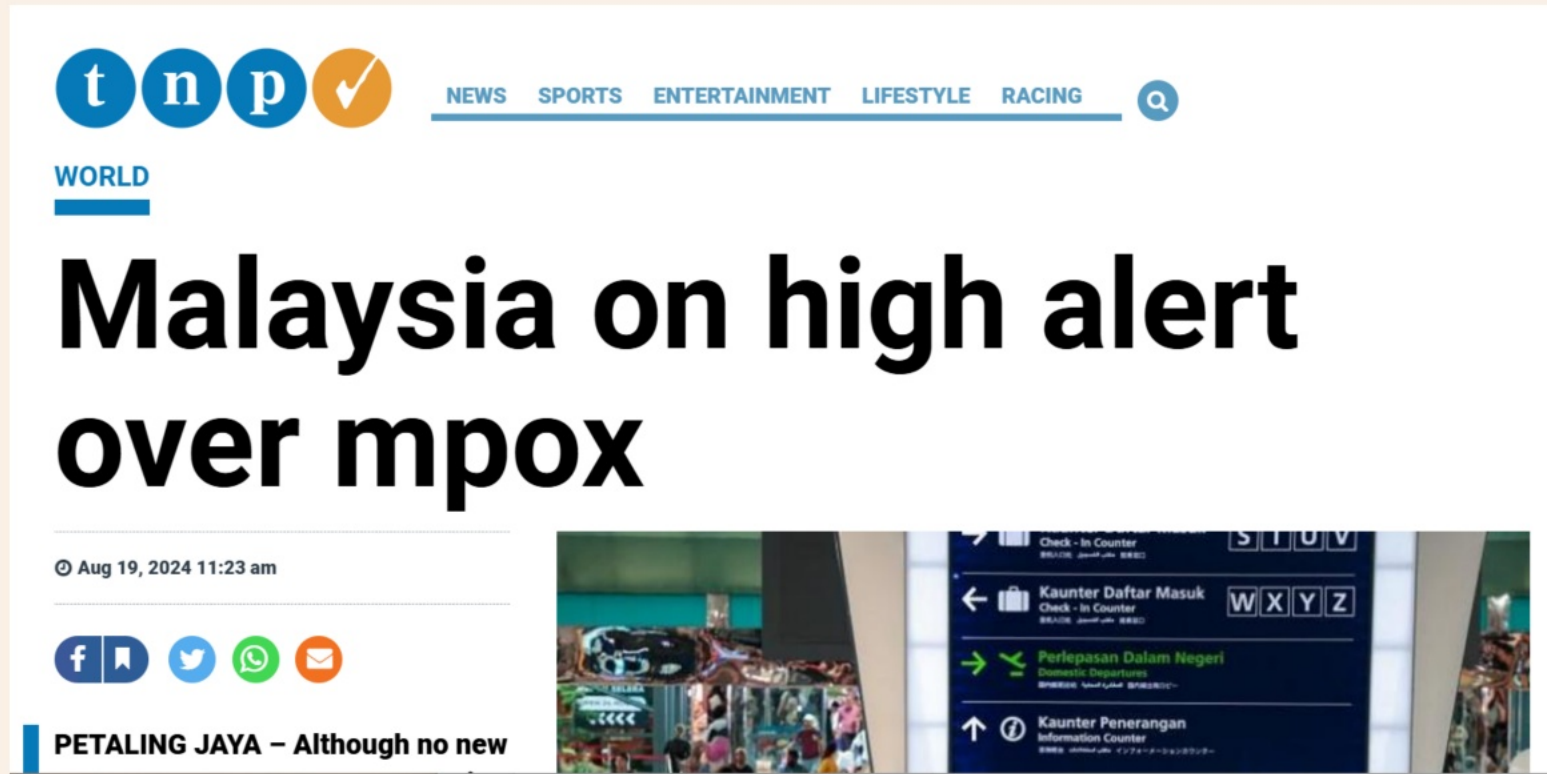 tnp
NEWS SPORTS ENTERTAINMENT LIFESTYLE RACING
WORLD
Malaysia on high alert
over mpox
Aug 19, 2024 11:23 am
PETALING JAYA – Although no new
Check - In Counter
S T U V
Kaunter Daftar Masuk
Check - In Counter
W X Y Z
Perlepasan Dalam Negeri
Domestic Departures
Kaunter Penerangan
Information Counter